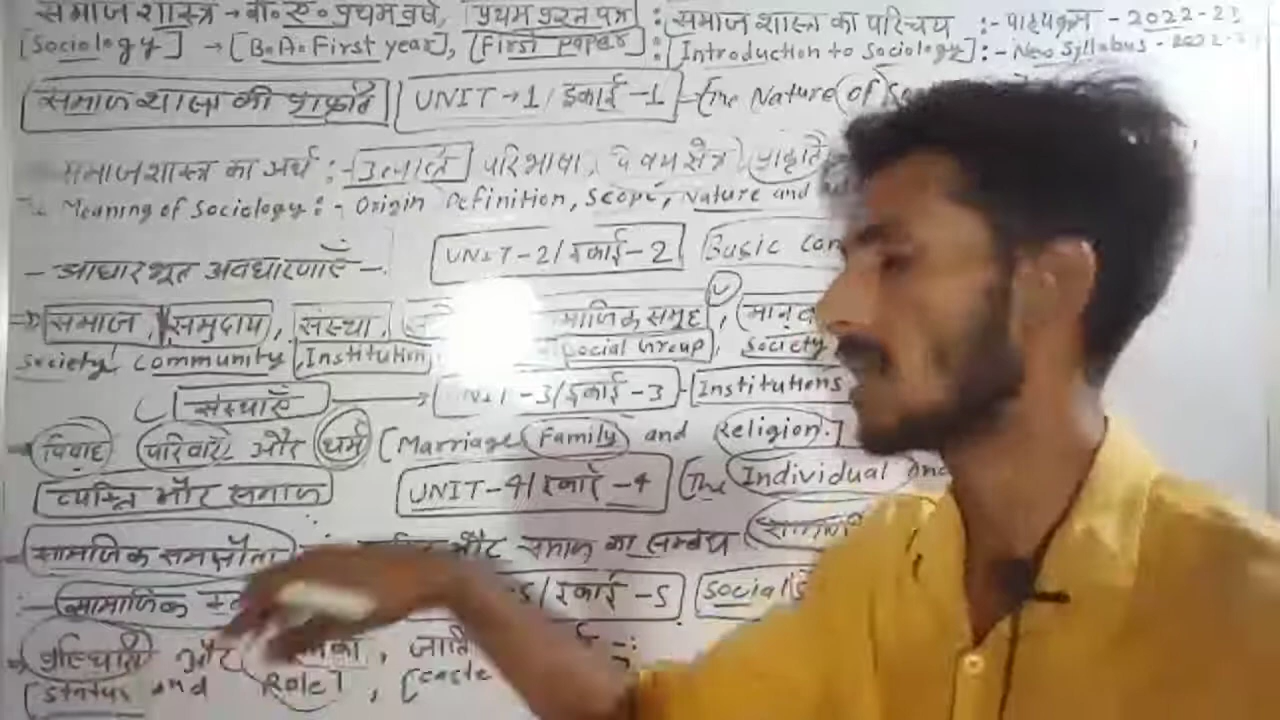 समाजशास्त्र → बी० ए० प्रथम वर्ष, प्रथम प्रश्न पत्र : समाजशास्त्र का परिचय :- पाठ्यक्रम - 2022-23
[Sociology] → [B.A. First year], [First paper] : [Introduction to Sociology] :- New Syllabus - 2022-
समाजशास्त्र की प्रकृति UNIT → 1 / इकाई - 1 - [The Nature of
समाजशास्त्र का अर्थ :- उत्पत्ति परिभाषा, विषय क्षेत्र, प्रकृति
Meaning of Sociology :- Origin Definition, Scope, Nature and
- आधारभूत अवधारणाएँ - UNIT-2 / इकाई - 2 [Basic Con
⇒ समाज, समुदाय, संस्था, माजिक समूह, मानव
Society, Community, Institution, Social Group, Society
संस्थाएँ → -3/इकाई - 3 - [Institutions
→ विवाह परिवार और धर्म [Marriage Family and Religion.]
व्यक्ति और समाज UNIT-4/इकाई - 4 [The Individual And
सामाजिक समझौता और समाज का सम्बंध
:- सामाजिक 5/इकाई - 5 [Social S
और, जाति
[Status and Role], [Caste